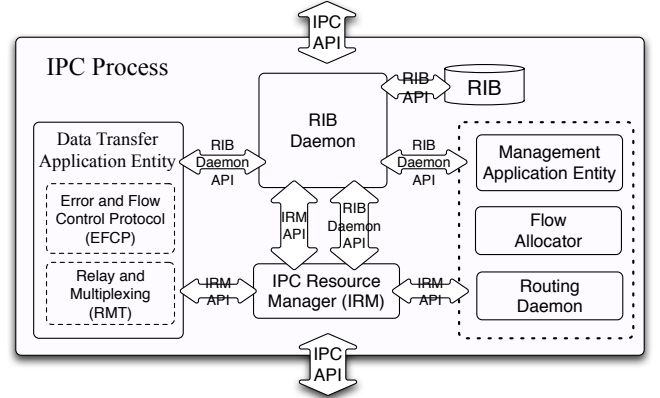 IPC
API
IPC Process
RIB
API
RIB
RIB
Daemon
Data Transfer
Application Entity
RIB
Daemon
API
RIB
Daemon
API
Management
Application Entity
Error and Flow
Control Protocol
(EFCP)
IRM
API
RIB
Daemon
API
Flow
Allocator
Relay and
Multiplexing
(RMT)
IRM
API
IPC Resource
Manager (IRM)
IRM
API
Routing
Daemon
IPC
API